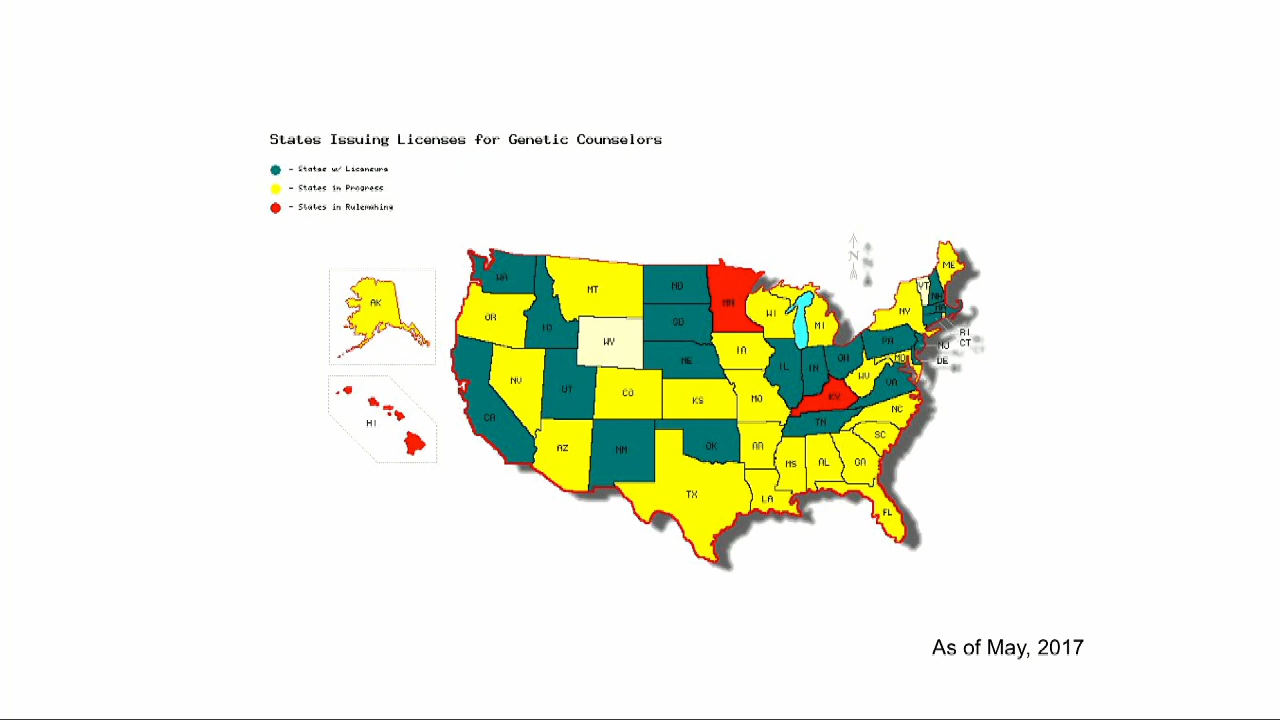 States Issuing Licenses for Genetic Counselors
- States w/ Licensure
- States in Progress
- States in Rulemaking
N
WA
MT
ND
MN
ME
VT
NH
AK
OR
ID
SD
WI
MI
NY
MA
WY
RI
CT
NE
IA
PA
NJ
DE
NV
UT
CO
KS
MO
IL
IN
OH
WV
MD
VA
KY
HI
CA
AZ
NM
OK
AR
TN
NC
SC
MS
AL
GA
TX
LA
FL
As of May, 2017